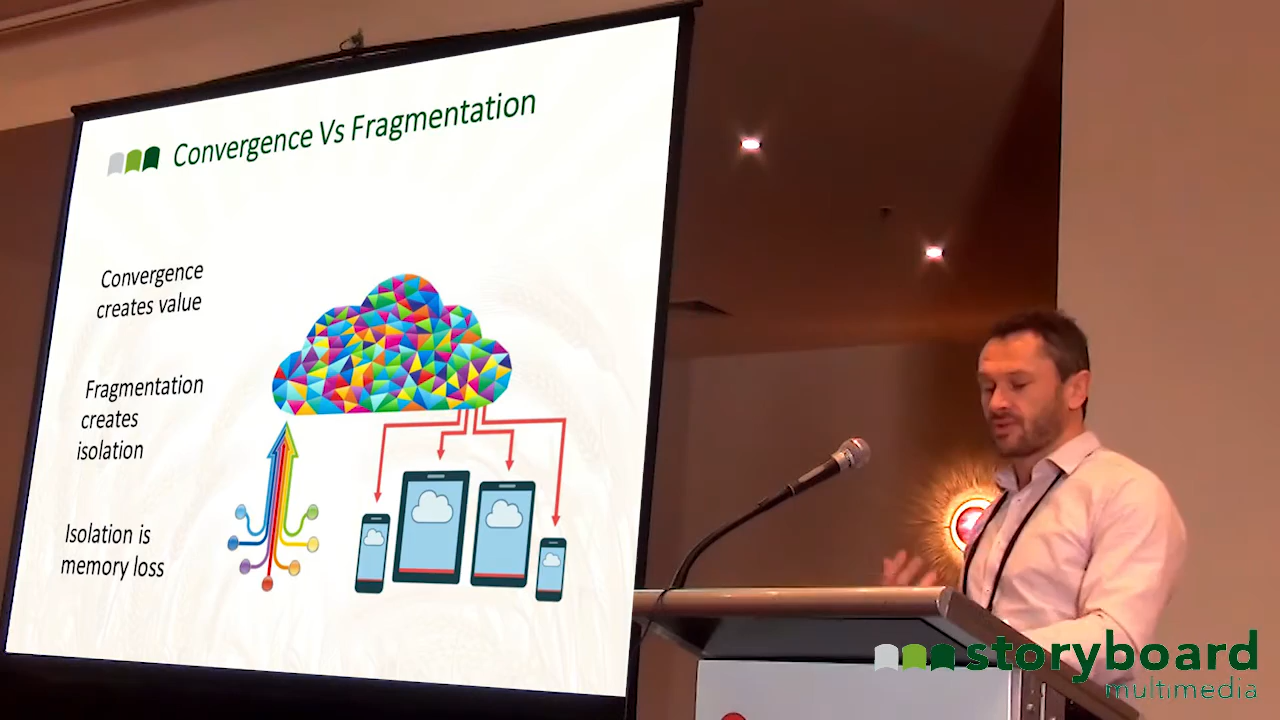 Convergence Vs Fragmentation
Convergence
creates value
Fragmentation
creates
isolation
Isolation is
memory loss
storyboard
multimedia